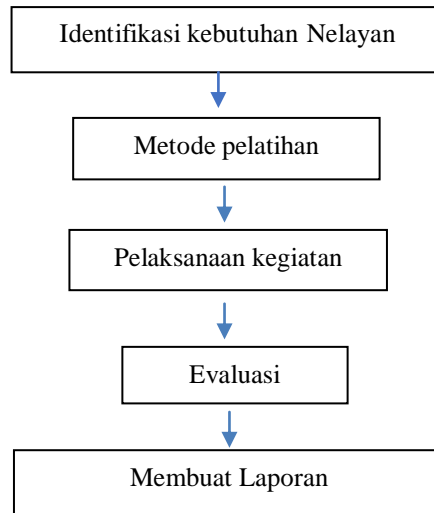 Identifikasi kebutuhan Nelayan
Metode pelatihan
Pelaksanaan kegiatan
Evaluasi
Membuat Laporan